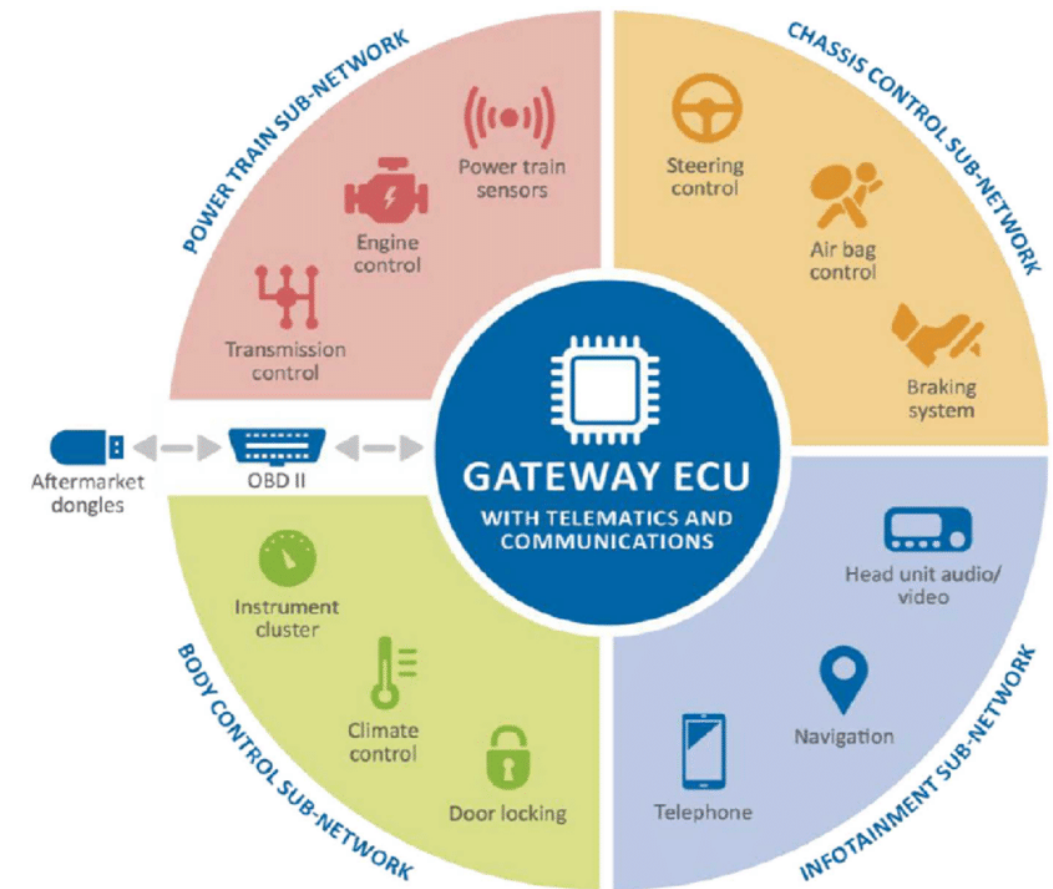 POWER TRAIN SUB-NETWORK
Power train
sensors
Engine
control
Transmission
control
CHASSIS CONTROL SUB-NETWORK
Steering
control
Air bag
control
Braking
system
Aftermarket
dongles
OBD II
GATEWAY ECU
WITH TELEMATICS AND
COMMUNICATIONS
BODY CONTROL SUB-NETWORK
Instrument
cluster
Climate
control
Door locking
INFOTAINMENT SUB-NETWORK
Head unit audio/
video
Navigation
Telephone